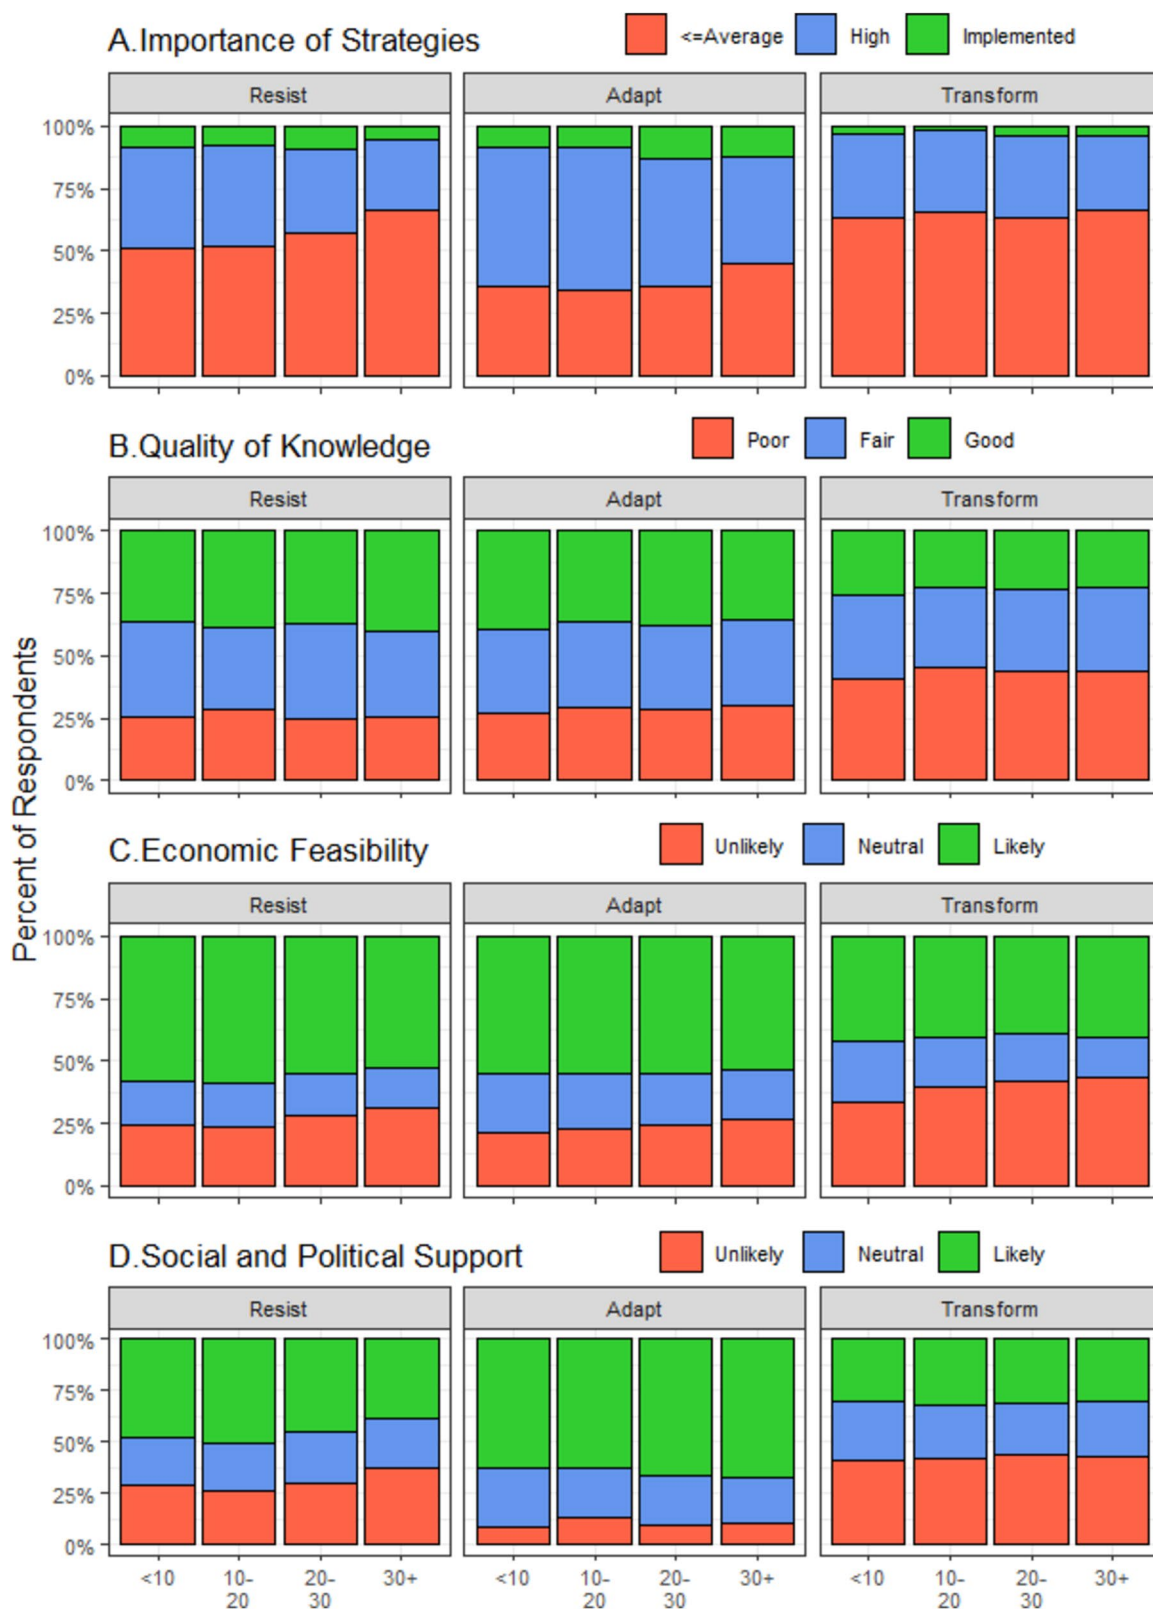 A.Importance of Strategies
<=Average High Implemented
Resist Adapt Transform
100%
75%
50%
25%
0%
B.Quality of Knowledge
Poor Fair Good
Resist Adapt Transform
100%
75%
50%
25%
0%
Percent of Respondents
C.Economic Feasibility
Unlikely Neutral Likely
Resist Adapt Transform
100%
75%
50%
25%
0%
D.Social and Political Support
Unlikely Neutral Likely
Resist Adapt Transform
100%
75%
50%
25%
0%
<10 10- 20- 30+ <10 10- 20- 30+ <10 10- 20- 30+
20 30 20 30 20 30